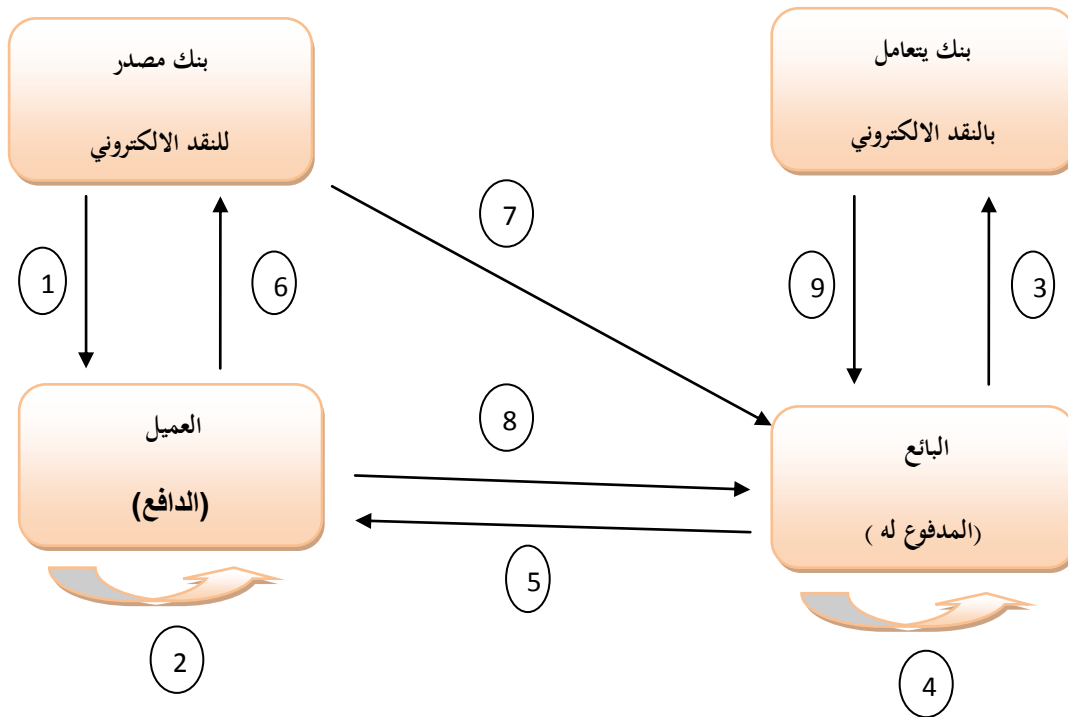 بنك مصدر
للنقد الالكتروني
بنك يتعامل
بالنقد الالكتروني
7
1
6
9
3
8
العميل
(الدافع)
البائع
(المدفوع له )
5
2
4